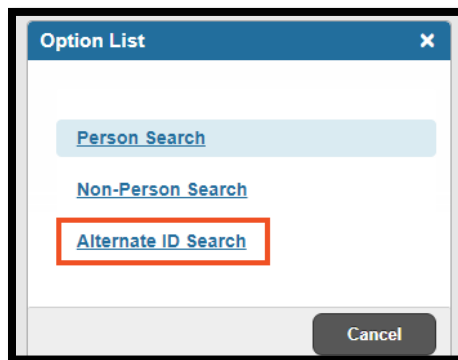 Option List ×
Person Search
Non-Person Search
Alternate ID Search
Cancel